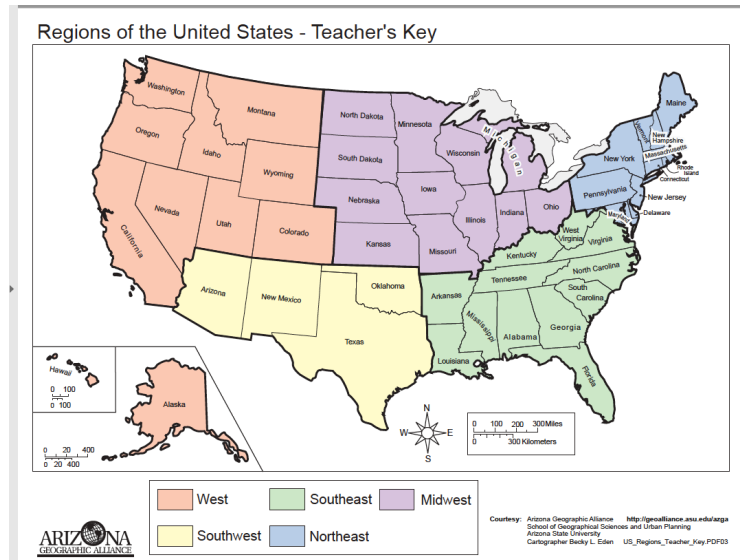 Regions of the United States - Teacher's Key
Washington
Oregon
Idaho
Montana
Wyoming
Nevada
Utah
Colorado
California
North Dakota
South Dakota
Nebraska
Kansas
Minnesota
Iowa
Missouri
Wisconsin
Illinois
Michigan
Indiana
Ohio
Maine
Vermont
New
Hampshire
Massachusetts
Rhode
Island
Connecticut
New York
Pennsylvania
New Jersey
Maryland
Delaware
West
Virginia
Virginia
Kentucky
Tennessee
North Carolina
South
Carolina
Georgia
Alabama
Mississippi
Arkansas
Louisiana
Florida
Arizona
New Mexico
Oklahoma
Texas
Hawaii
0 100
0 100
Alaska
0 20 400
0 20 400
N
W E
S
0 100 200 300 Miles
0 300 Kilometers
West
Southeast
Midwest
Southwest
Northeast
ARIZONA
GEOGRAPHIC ALLIANCE
Courtesy: Arizona Geographic Alliance http://geoalliance.asu.edu/azga
School of Geographical Sciences and Urban Planning
Arizona State University
Cartographer Becky L. Eden US_Regions_Teacher_Key.PDF03